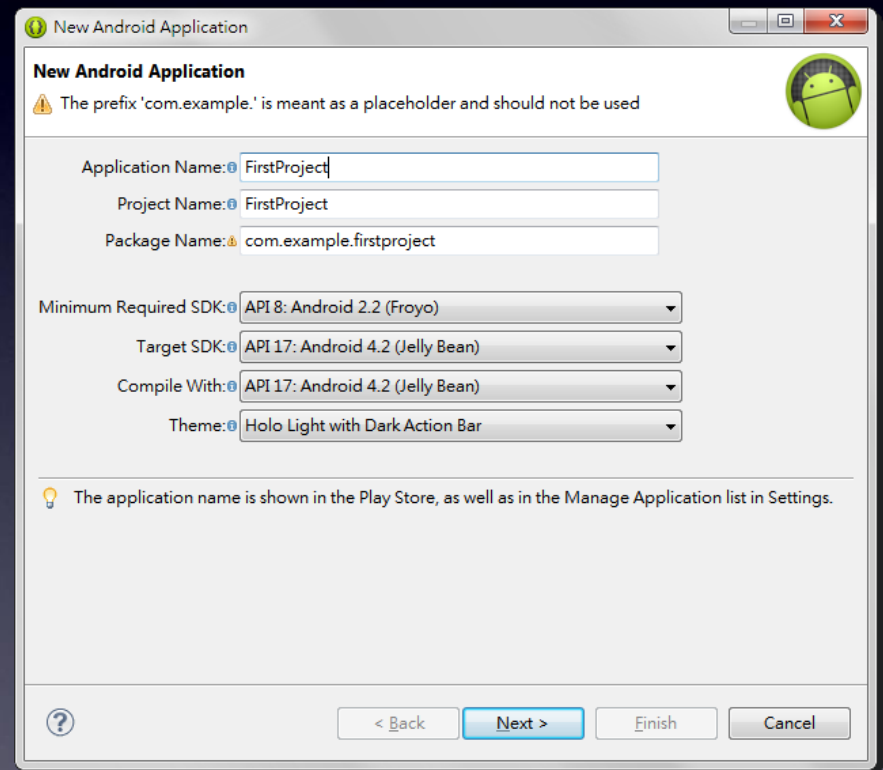 New Android Application
New Android Application
The prefix 'com.example.' is meant as a placeholder and should not be used
Application Name: FirstProject
Project Name: FirstProject
Package Name: com.example.firstproject
Minimum Required SDK: API 8: Android 2.2 (Froyo)
Target SDK: API 17: Android 4.2 (Jelly Bean)
Compile With: API 17: Android 4.2 (Jelly Bean)
Theme: Holo Light with Dark Action Bar
The application name is shown in the Play Store, as well as in the Manage Application list in Settings.
< Back Next > Finish Cancel